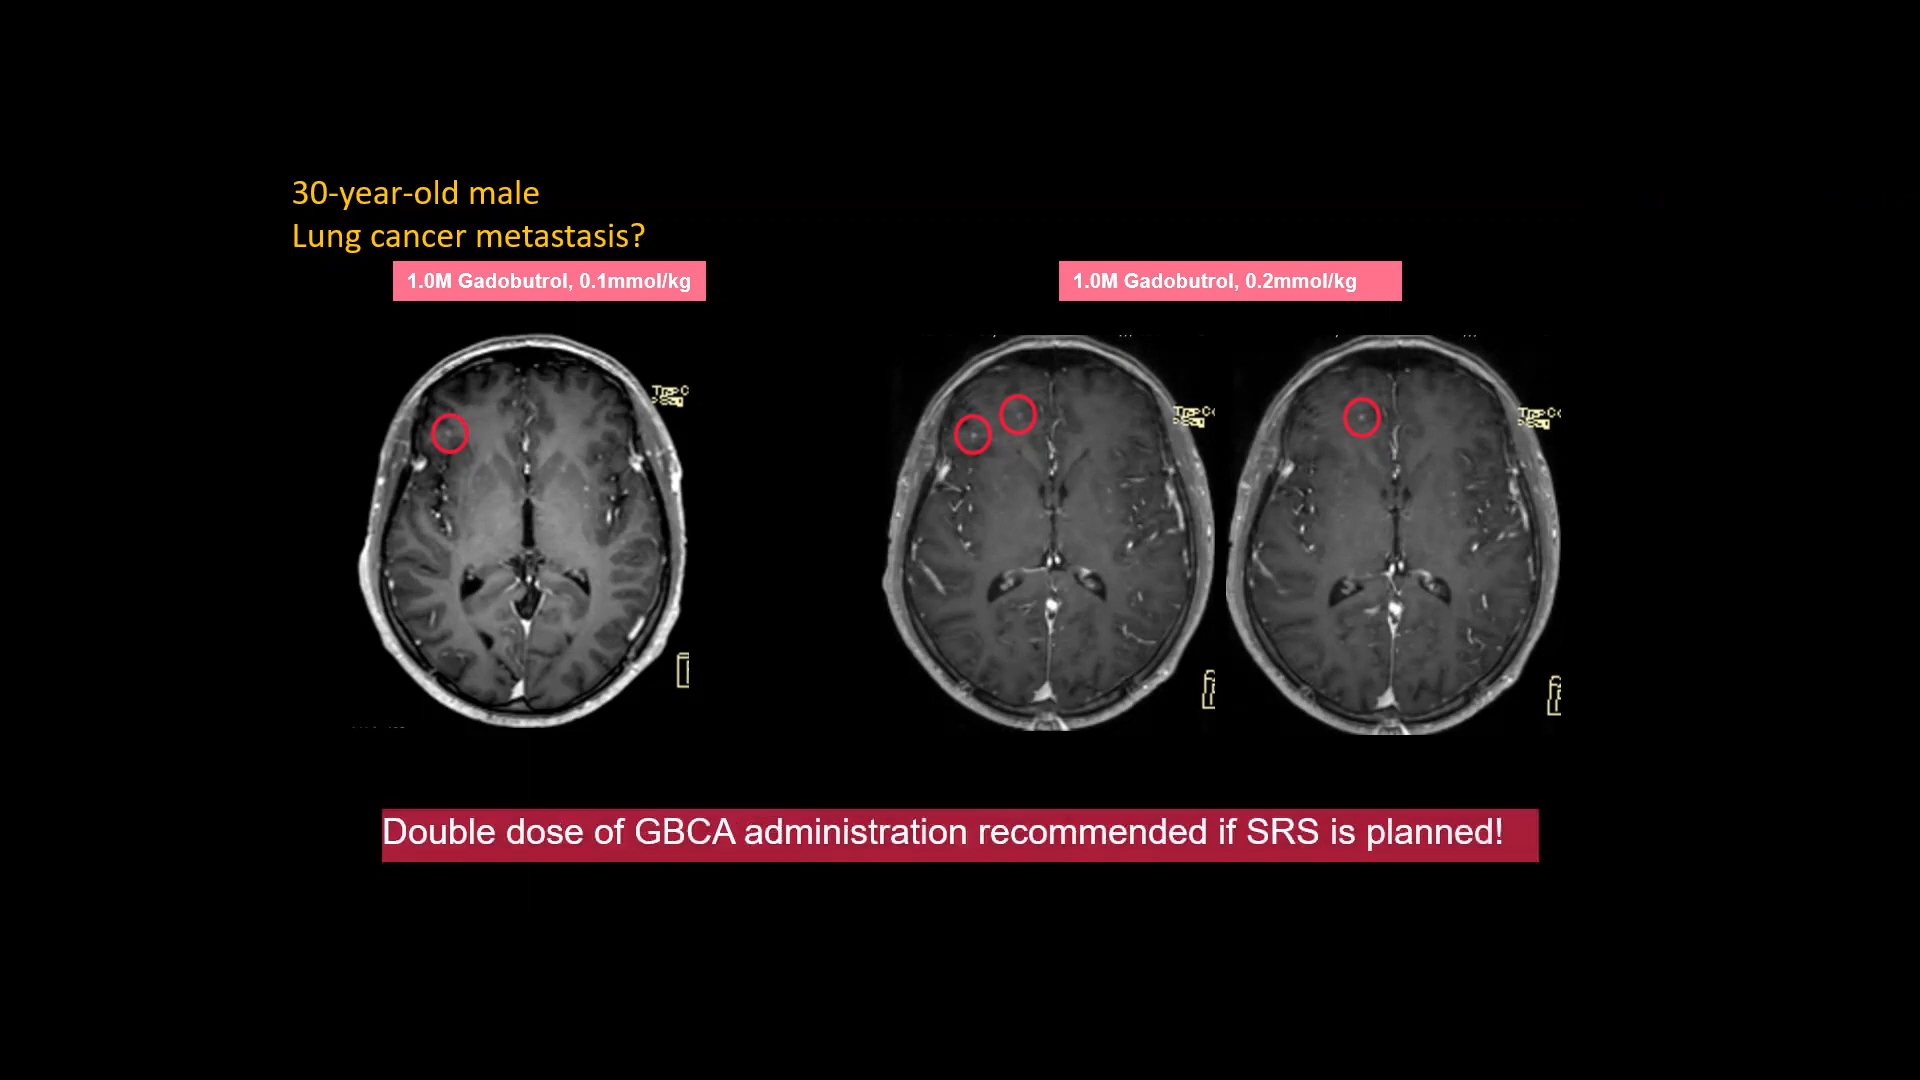 30-year-old male
Lung cancer metastasis?
1.0M Gadobutrol, 0.1mmol/kg
1.0M Gadobutrol, 0.2mmol/kg
Double dose of GBCA administration recommended if SRS is planned!